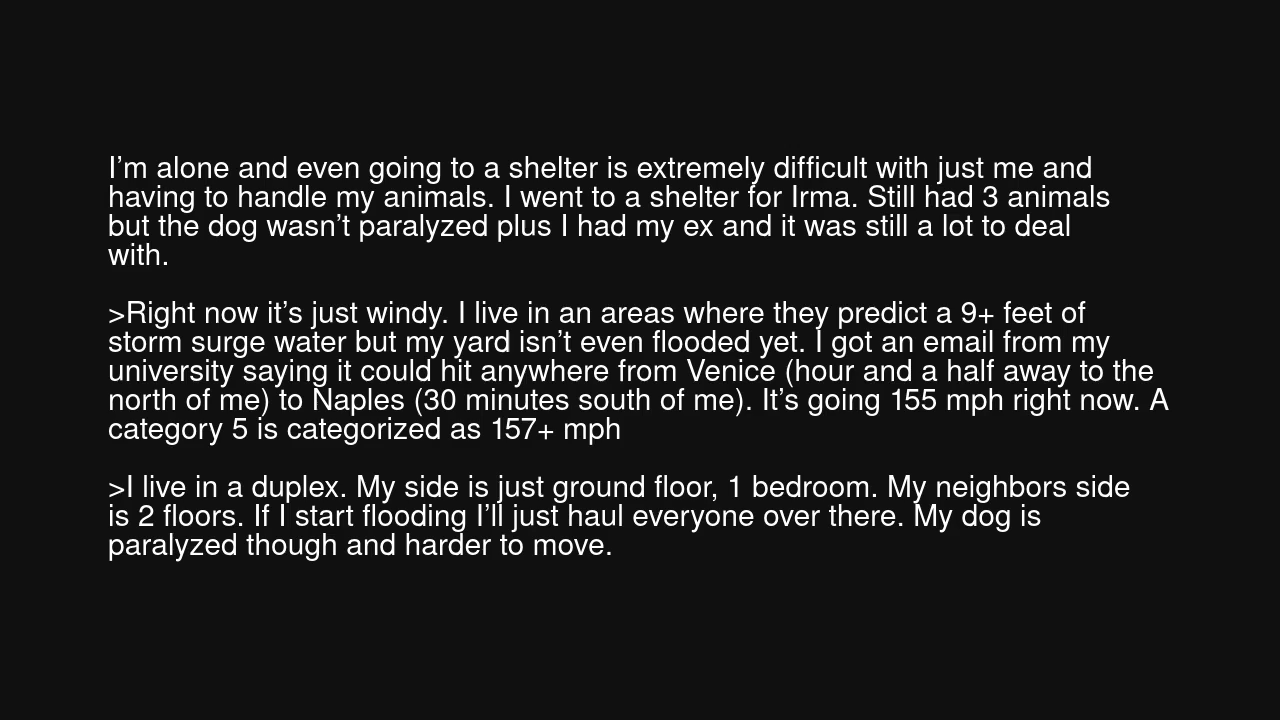 I’m alone and even going to a shelter is extremely difficult with just me and
having to handle my animals. I went to a shelter for Irma. Still had 3 animals
but the dog wasn’t paralyzed plus I had my ex and it was still a lot to deal
with.
>Right now it’s just windy. I live in an areas where they predict a 9+ feet of
storm surge water but my yard isn’t even flooded yet. I got an email from my
university saying it could hit anywhere from Venice (hour and a half away to the
north of me) to Naples (30 minutes south of me). It’s going 155 mph right now. A
category 5 is categorized as 157+ mph
>I live in a duplex. My side is just ground floor, 1 bedroom. My neighbors side
is 2 floors. If I start flooding I’ll just haul everyone over there. My dog is
paralyzed though and harder to move.